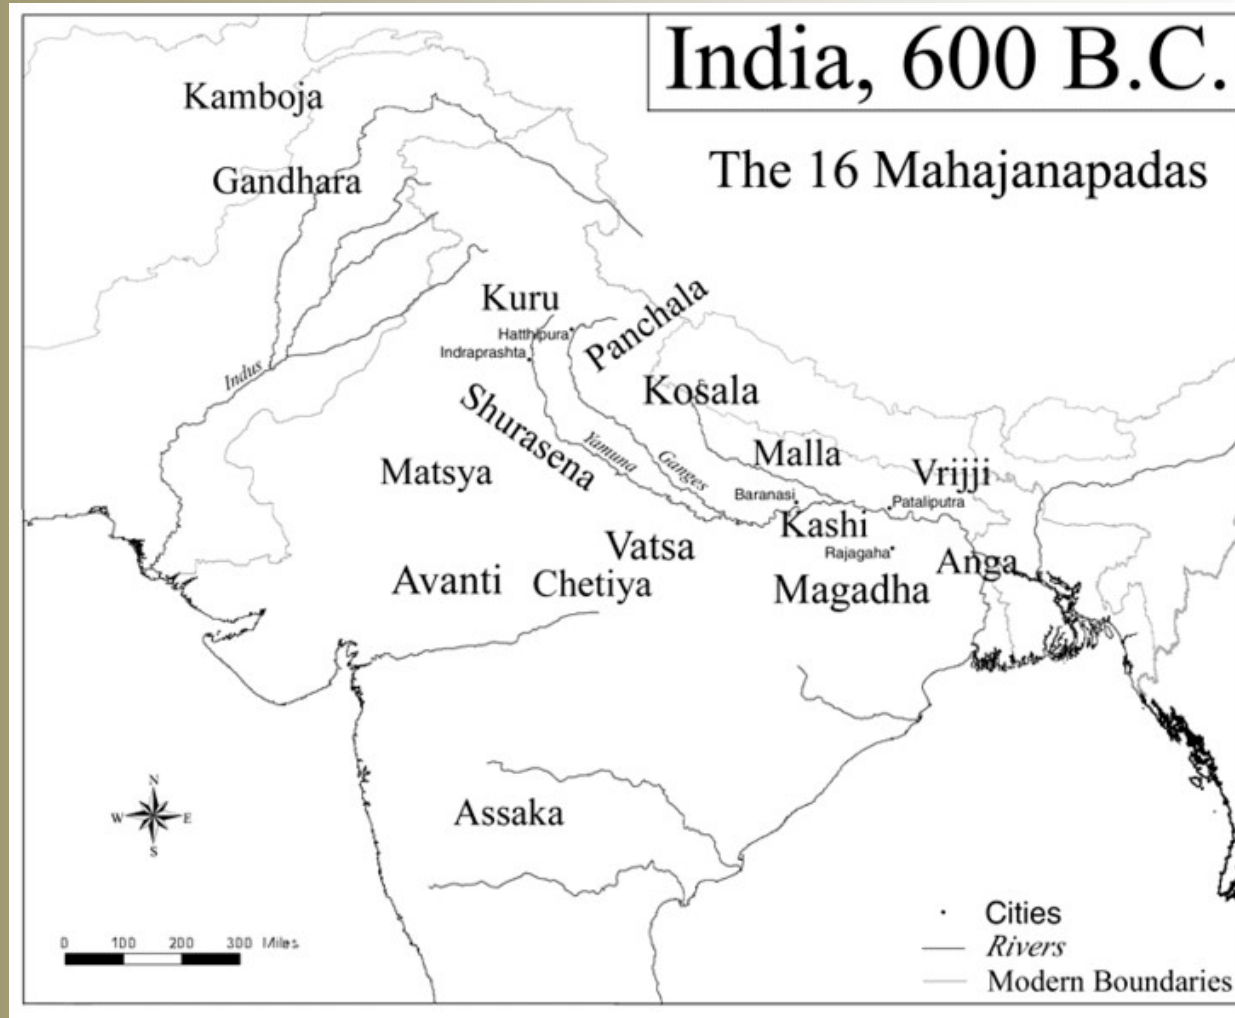 India, 600 B.C.
The 16 Mahajanapadas
Kamboja
Gandhara
Kuru
Panchala
Hatthipura
Indraprashta
Indus
Kosala
Shurasena
Matsya
Yamuna
Ganges
Malla
Vrijji
Baranasi
Pataliputra
Kashi
Rajagaha
Vatsa
Anga
Avanti
Chetiya
Magadha
Assaka
N
W E
S
0 100 200 300 Miles
Cities
Rivers
Modern Boundaries